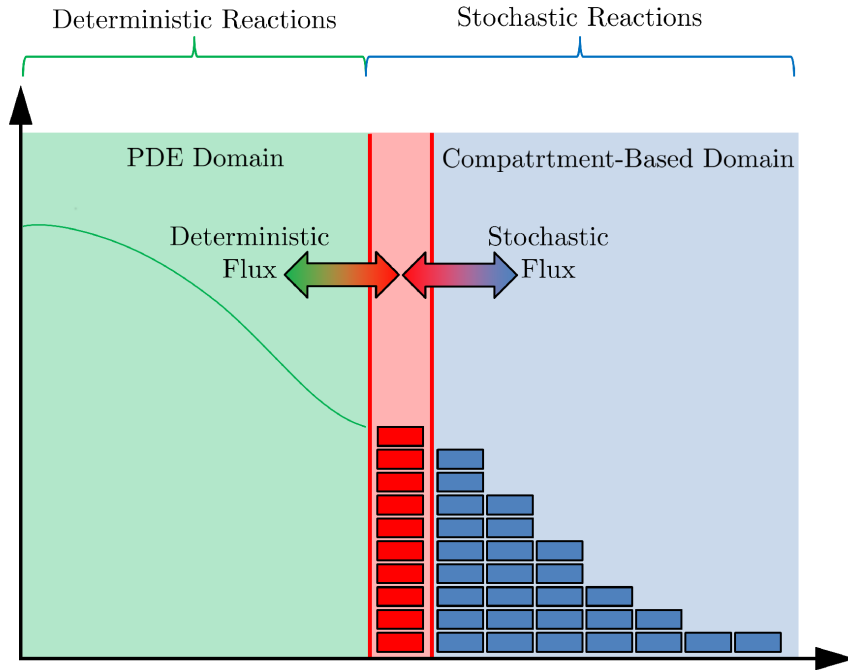 Deterministic Reactions
Stochastic Reactions
PDE Domain
Compatrtment-Based Domain
Deterministic
Flux
Stochastic
Flux